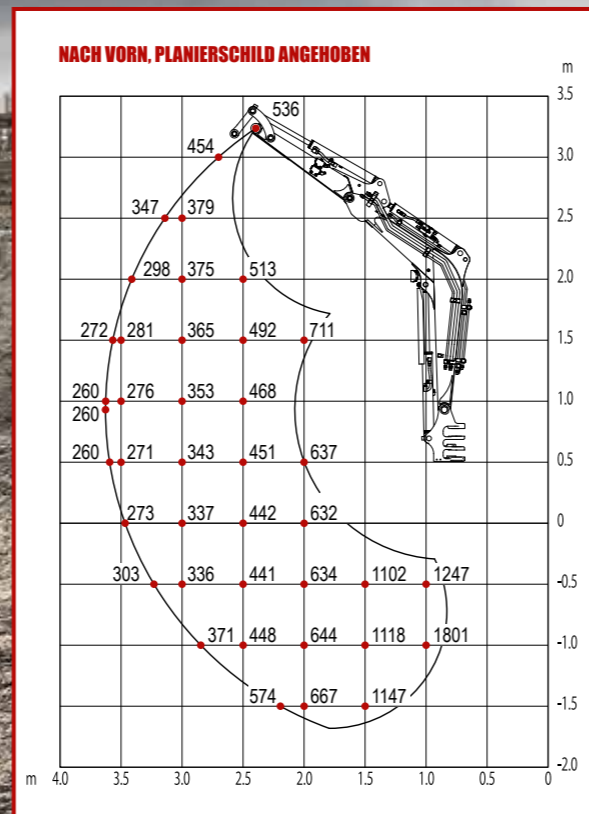 NACH VORN, PLANIERSCHILD ANGEHOBEN
m
3.5
536
454
3.0
347 379
2.5
298 375 513
2.0
272 281 365 492 711
1.5
260 276 353 468
1.0
260
260 271 343 451 637
0.5
273 337 442 632
0
303 336 441 634 1102 1247
-0.5
371 448 644 1118 1801
-1.0
574 667 1147
-1.5
-2.0
m 4.0 3.5 3.0 2.5 2.0 1.5 1.0 0.5 0